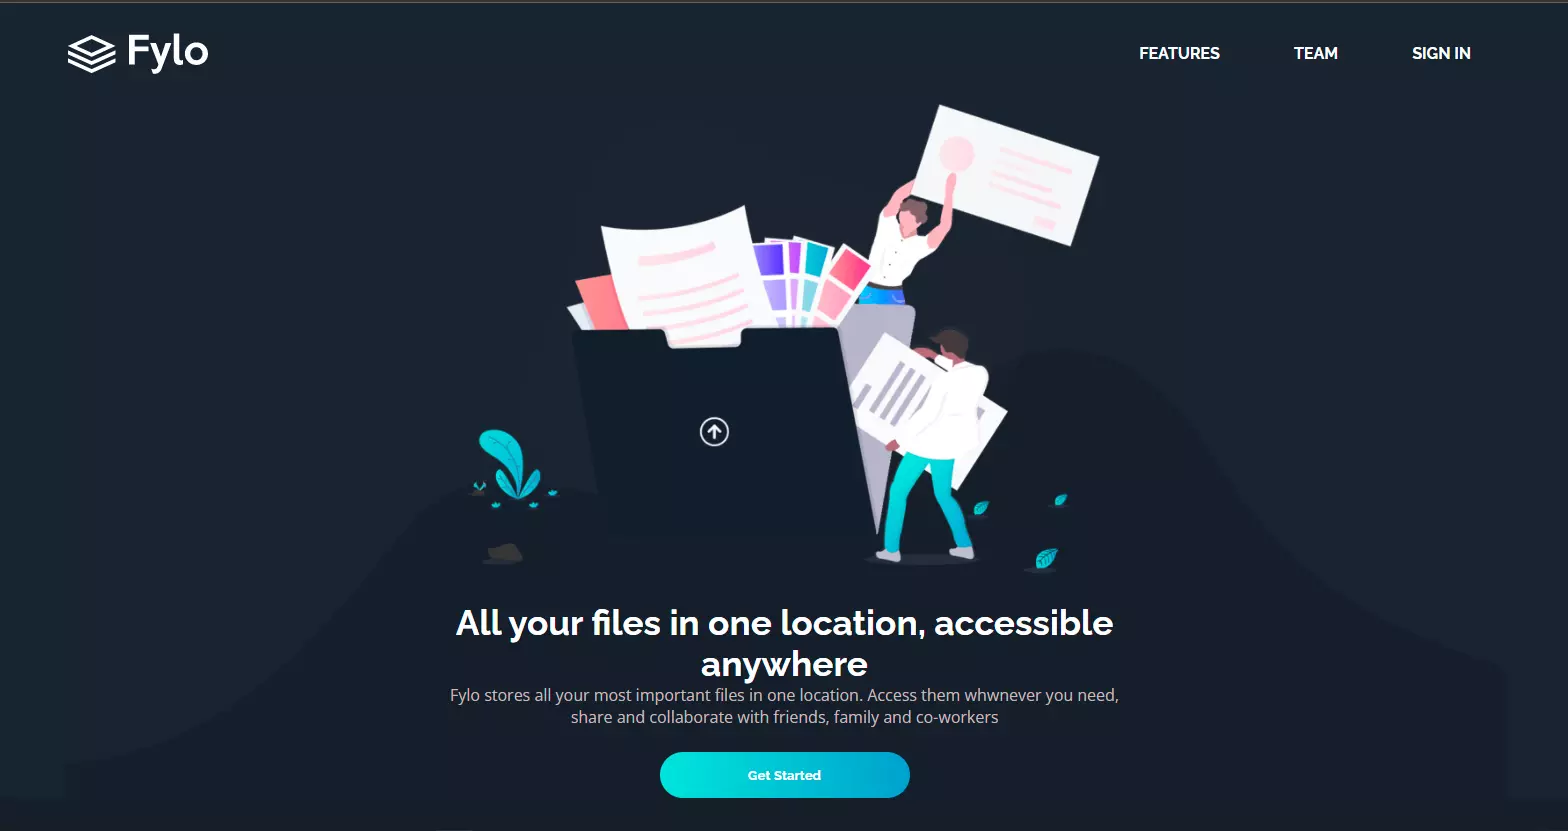 Fylo
FEATURES
TEAM
SIGN IN
All your files in one location, accessible
anywhere
Fylo stores all your most important files in one location. Access them whwnever you need,
share and collaborate with friends, family and co-workers
Get Started